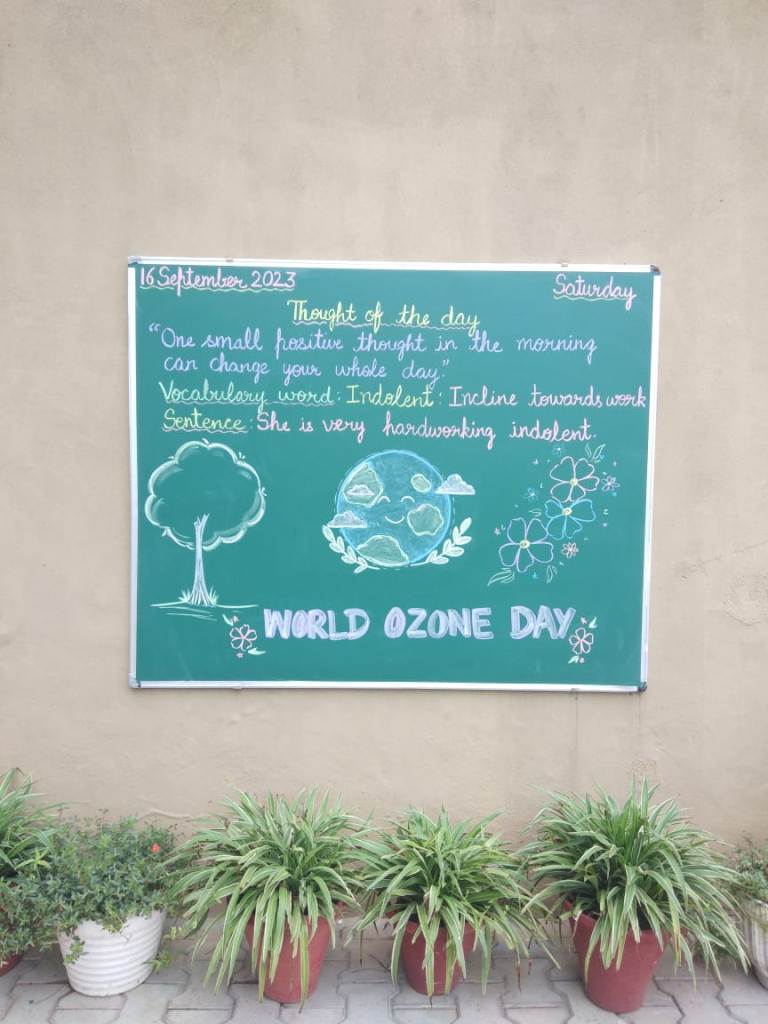 16 September 2023 Saturday
Thought of the day
“One small positive thought in the morning
can change your whole day.”
Vocabulary word: Indolent: Incline towards work
Sentence: She is very hardworking indolent.
WORLD OZONE DAY